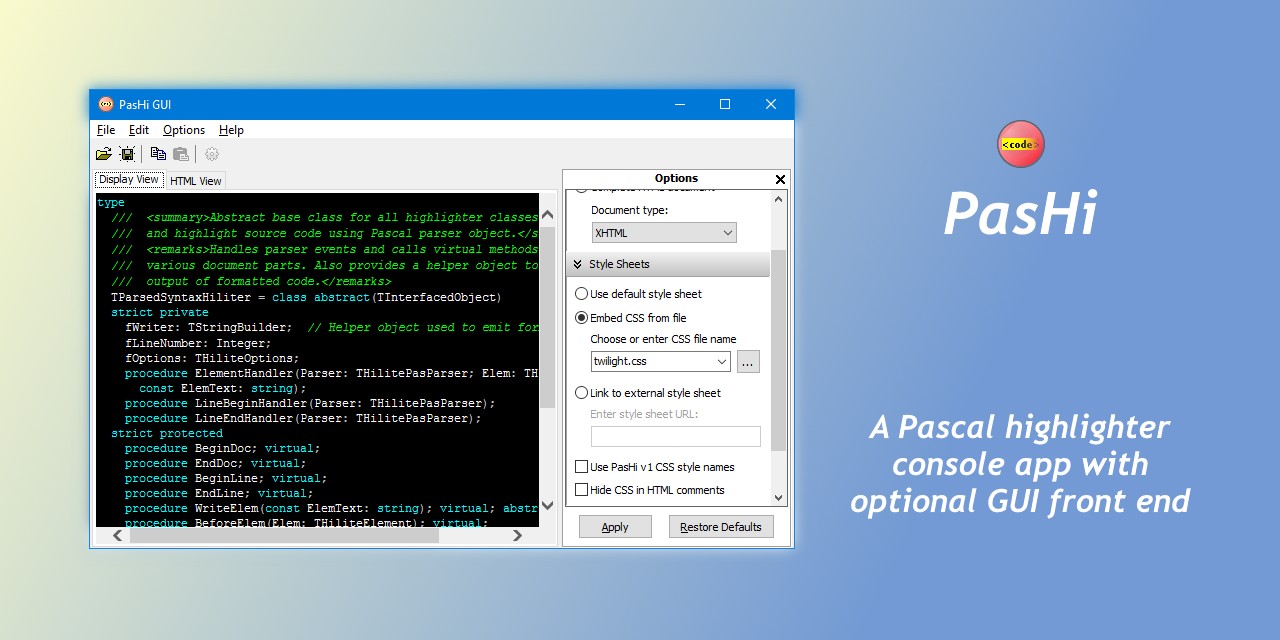 PasHi GUI
File Edit Options Help
Display View HTML View
type
/// <summary>Abstract base class for all highlighter classes
/// and highlight source code using Pascal parser object.</s
/// <remarks>Handles parser events and calls virtual methods
/// various document parts. Also provides a helper object to
/// output of formatted code.</remarks>
TParsedSyntaxHiliter = class abstract(TInterfacedObject)
strict private
fWriter: TStringBuilder; // Helper object used to emit for
fLineNumber: Integer;
fOptions: THiliteOptions;
procedure ElementHandler(Parser: THilitePasParser; Elem: TH
const ElemText: string);
procedure LineBeginHandler(Parser: THilitePasParser);
procedure LineEndHandler(Parser: THilitePasParser);
strict protected
procedure BeginDoc; virtual;
procedure EndDoc; virtual;
procedure BeginLine; virtual;
procedure EndLine; virtual;
procedure WriteElem(const ElemText: string); virtual; abstr
procedure BeforeElem(Elem: THiliteElement); virtual;
Options
Document type:
XHTML
Style Sheets
Use default style sheet
Embed CSS from file
Choose or enter CSS file name
twilight.css
...
Link to external style sheet
Enter style sheet URL:
Use PasHi v1 CSS style names
Hide CSS in HTML comments
Apply Restore Defaults
<code>
PasHi
A Pascal highlighter
console app with
optional GUI front end